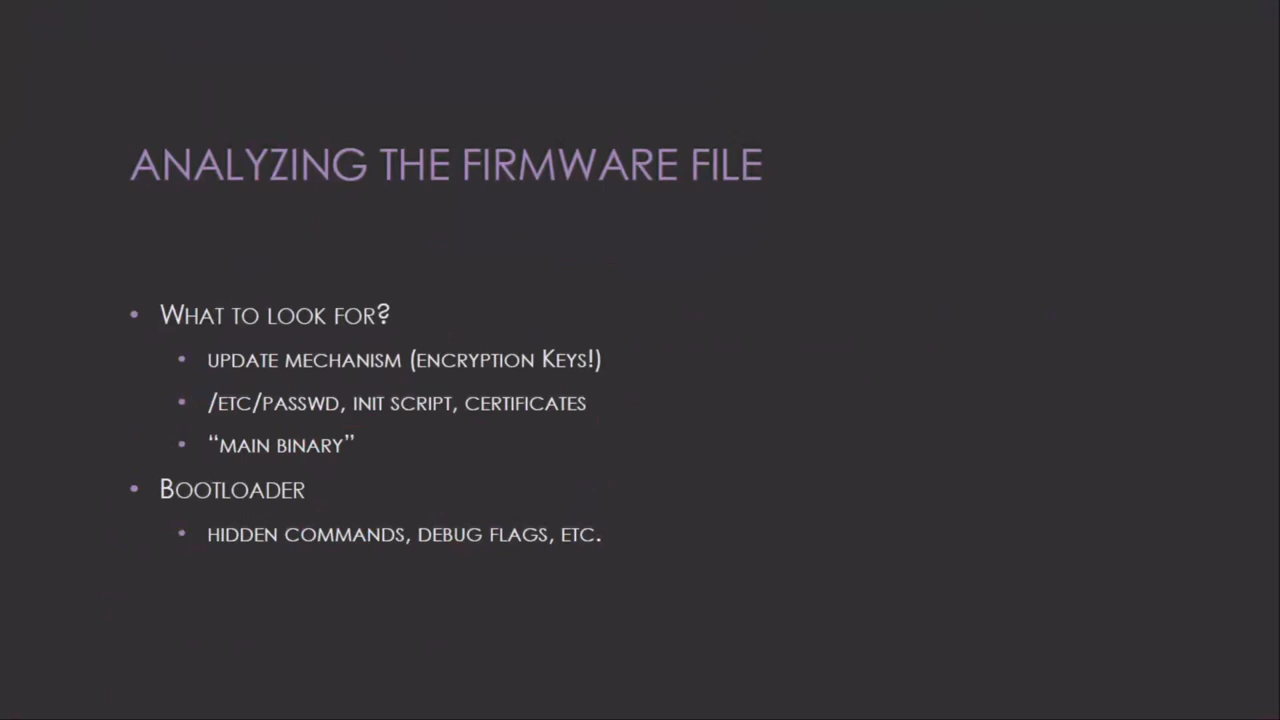 ANALYZING THE FIRMWARE FILE
• WHAT TO LOOK FOR?
• UPDATE MECHANISM (ENCRYPTION KEYS!)
• /ETC/PASSWD, INIT SCRIPT, CERTIFICATES
• “MAIN BINARY”
• BOOTLOADER
• HIDDEN COMMANDS, DEBUG FLAGS, ETC.